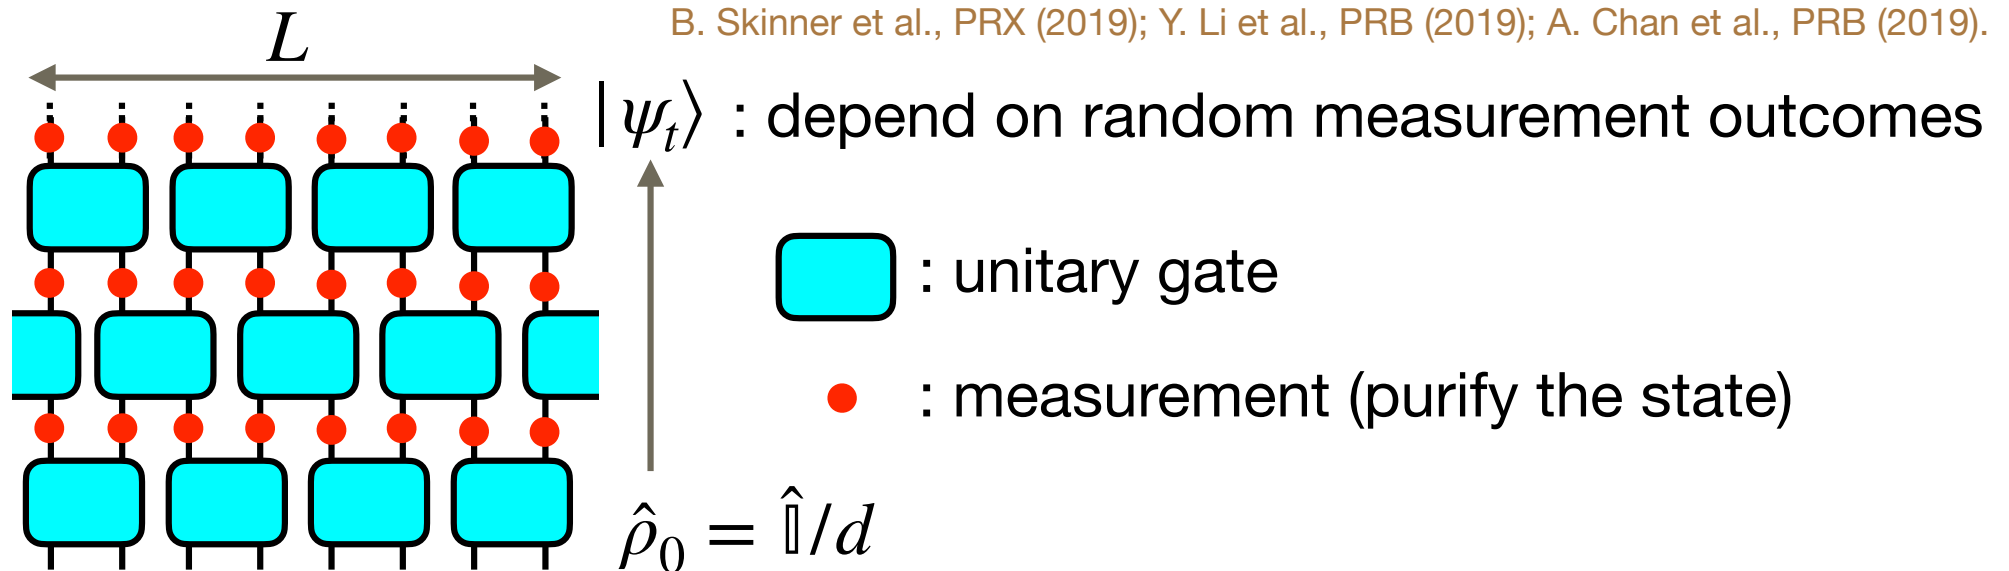 B. Skinner et al., PRX (2019); Y. Li et al., PRB (2019); A. Chan et al., PRB (2019).
L
|ψₜ⟩ : depend on random measurement outcomes
: unitary gate
: measurement (purify the state)
ρ̂₀ = 𝕀̂/d